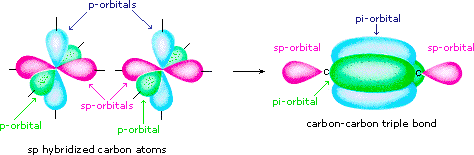 p-orbitals
pi-orbital
sp-orbital
sp-orbital
C
C
sp-orbitals
pi-orbital
p-orbital
p-orbital
carbon-carbon triple bond
sp hybridized carbon atoms